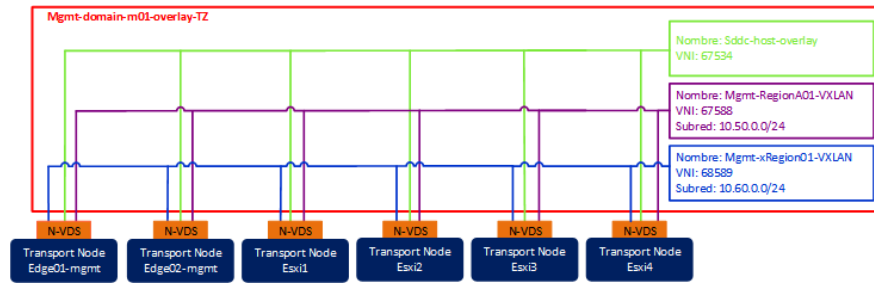 Mgmt-domain-m01-overlay-TZ
Nombre: Sddc-host-overlay
VNI: 67534
Nombre: Mgmt-RegionA01-VXLAN
VNI: 67588
Subred: 10.50.0.0/24
Nombre: Mgmt-xRegion01-VXLAN
VNI: 68589
Subred: 10.60.0.0/24
N-VDS
N-VDS
N-VDS
N-VDS
N-VDS
N-VDS
Transport Node
Edge01-mgmt
Transport Node
Edge02-mgmt
Transport Node
Esxi1
Transport Node
Esxi2
Transport Node
Esxi3
Transport Node
Esxi4